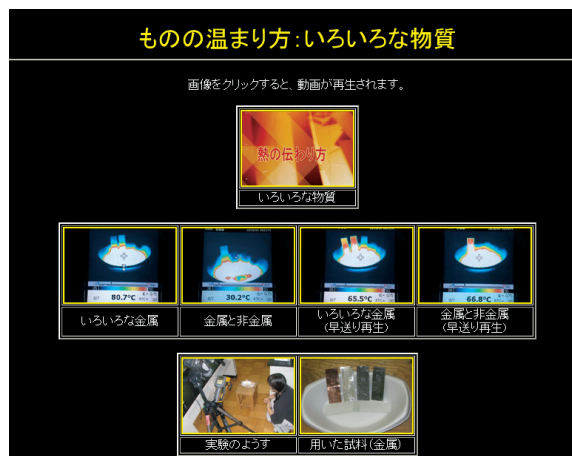 ものの温まり方:いろいろな物質
画像をクリックすると、動画が再生されます。
熱の伝わり方
いろいろな物質
80.7°C
30.2°C
65.5°C
66.8°C
いろいろな金属
金属と非金属
いろいろな金属
(早送り再生)
金属と非金属
(早送り再生)
実験のようす
用いた試料(金属)